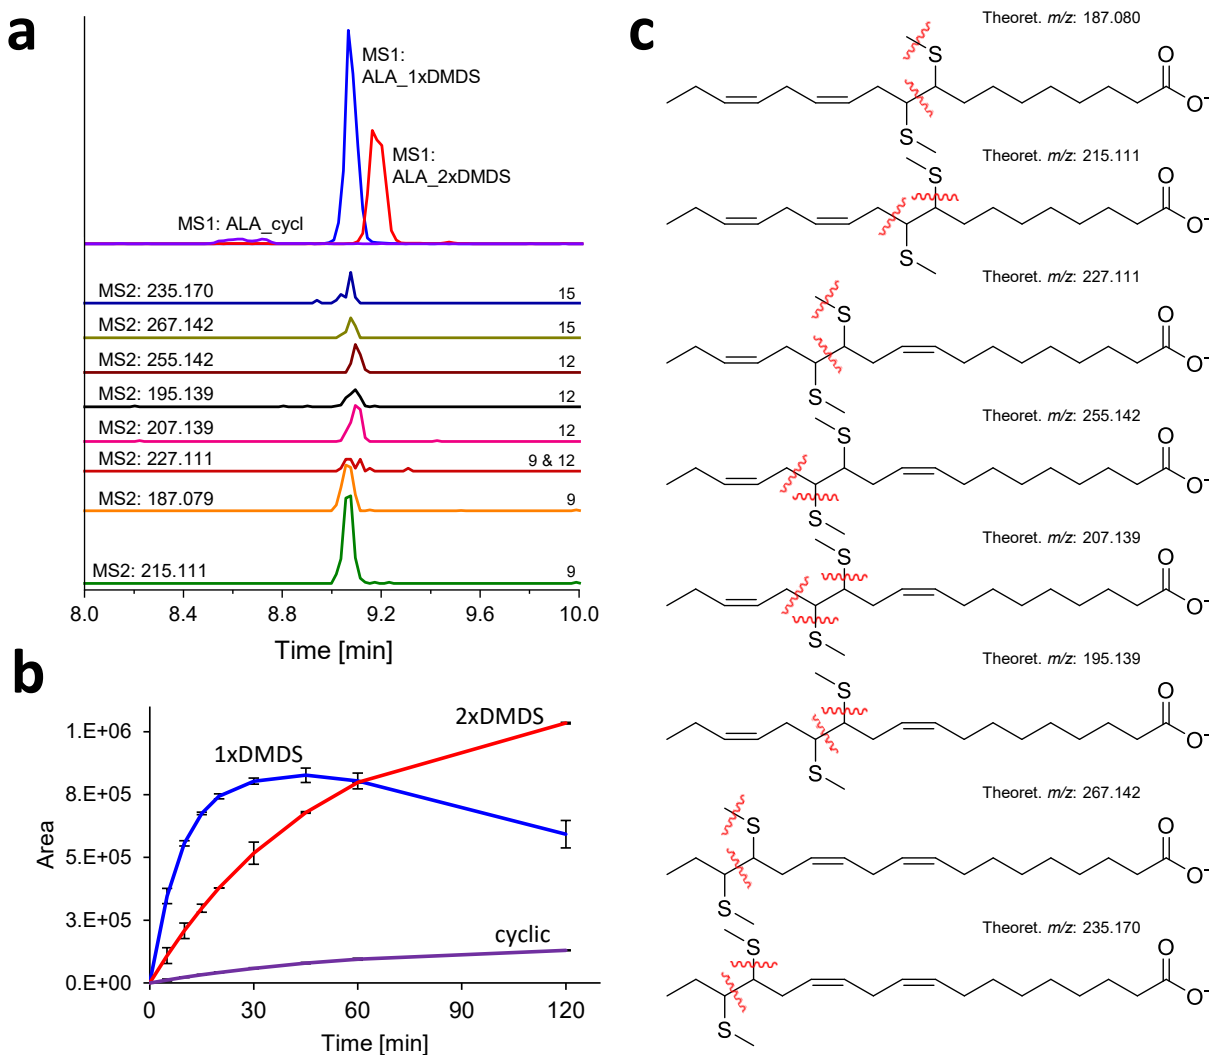 a
MS1:
ALA_1xDMDS
MS1:
ALA_2xDMDS
MS1: ALA_cycl
MS2: 235.170
15
MS2: 267.142
15
MS2: 255.142
12
MS2: 195.139
12
MS2: 207.139
12
MS2: 227.111
9 & 12
MS2: 187.079
9
MS2: 215.111
9
8.0 8.4 8.8 9.2 9.6 10.0
Time [min]
b
2xDMDS
1xDMDS
cyclic
Area
1.E+06
8.E+05
5.E+05
3.E+05
0.E+00
0 30 60 90 120
Time [min]
c
Theoret. m/z: 187.080
S
O
O-
S
Theoret. m/z: 215.111
S
O
O-
S
Theoret. m/z: 227.111
S
O
O-
S
Theoret. m/z: 255.142
S
O
O-
S
Theoret. m/z: 207.139
S
O
O-
S
Theoret. m/z: 195.139
S
O
O-
S
Theoret. m/z: 267.142
S
O
O-
S
Theoret. m/z: 235.170
S
O
O-
S